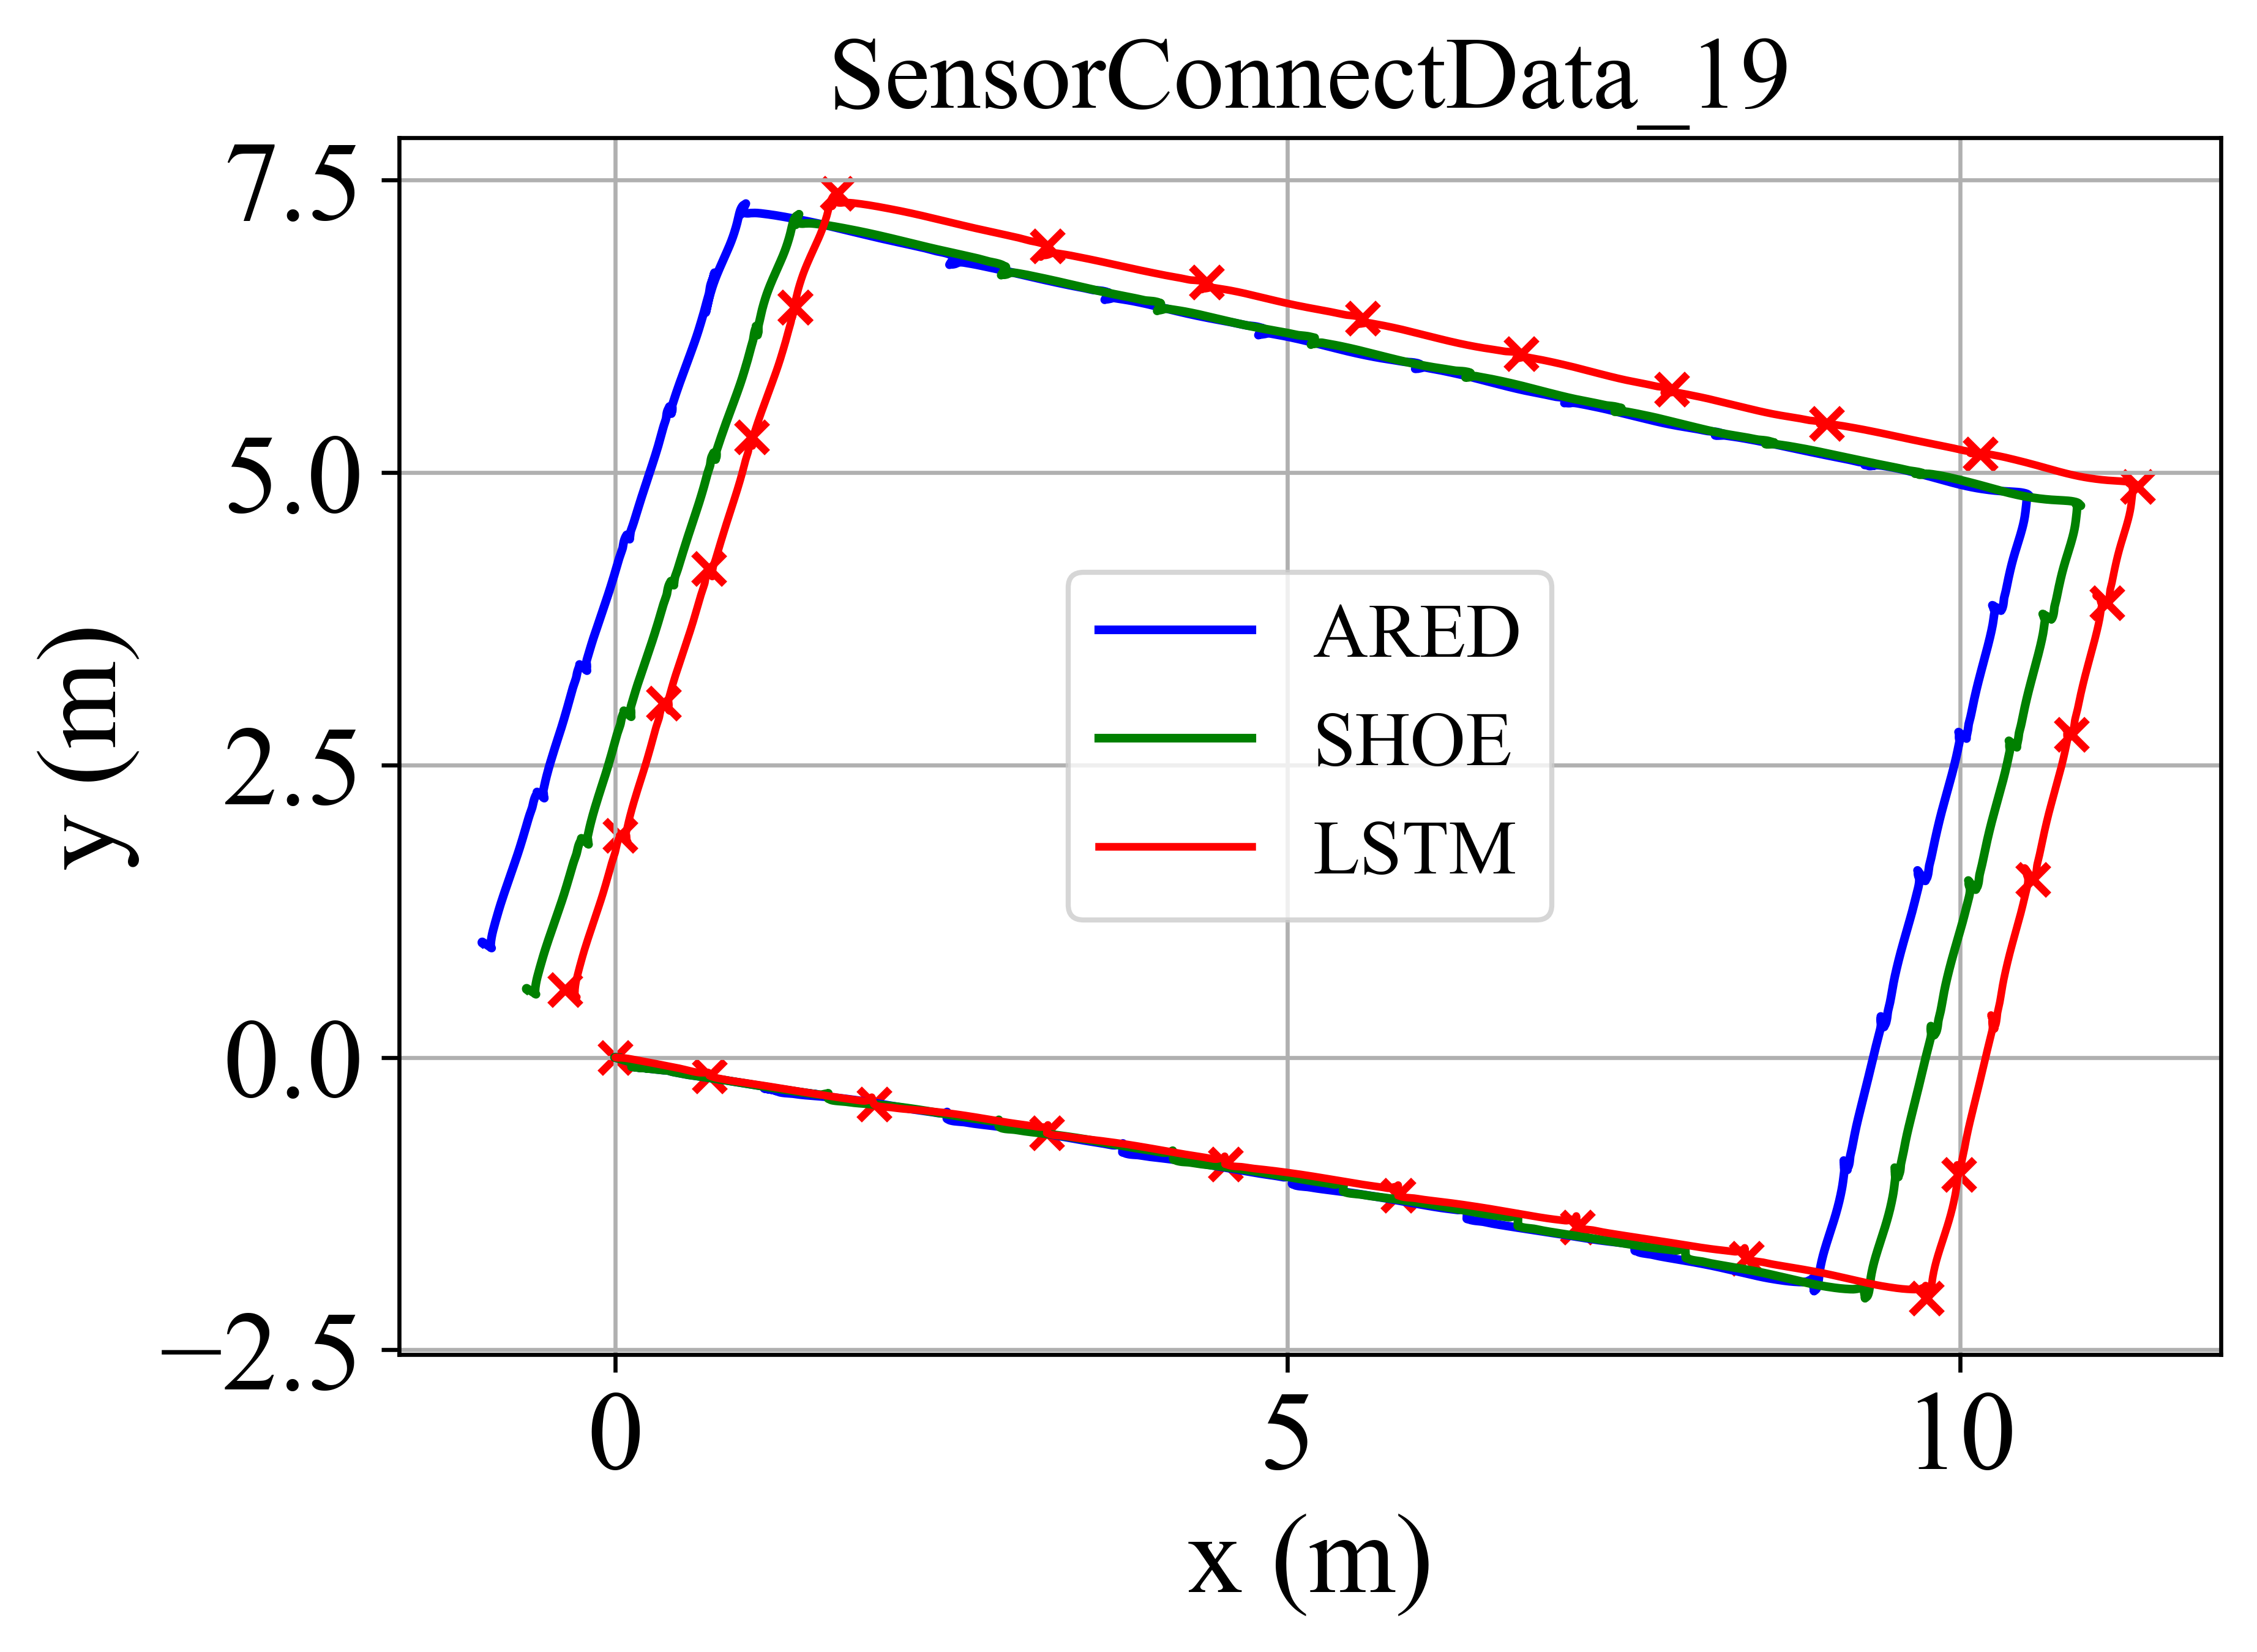 SensorConnectData_19
7.5
5.0
2.5
0.0
−2.5
y (m)
ARED
SHOE
LSTM
0 5 10
x (m)